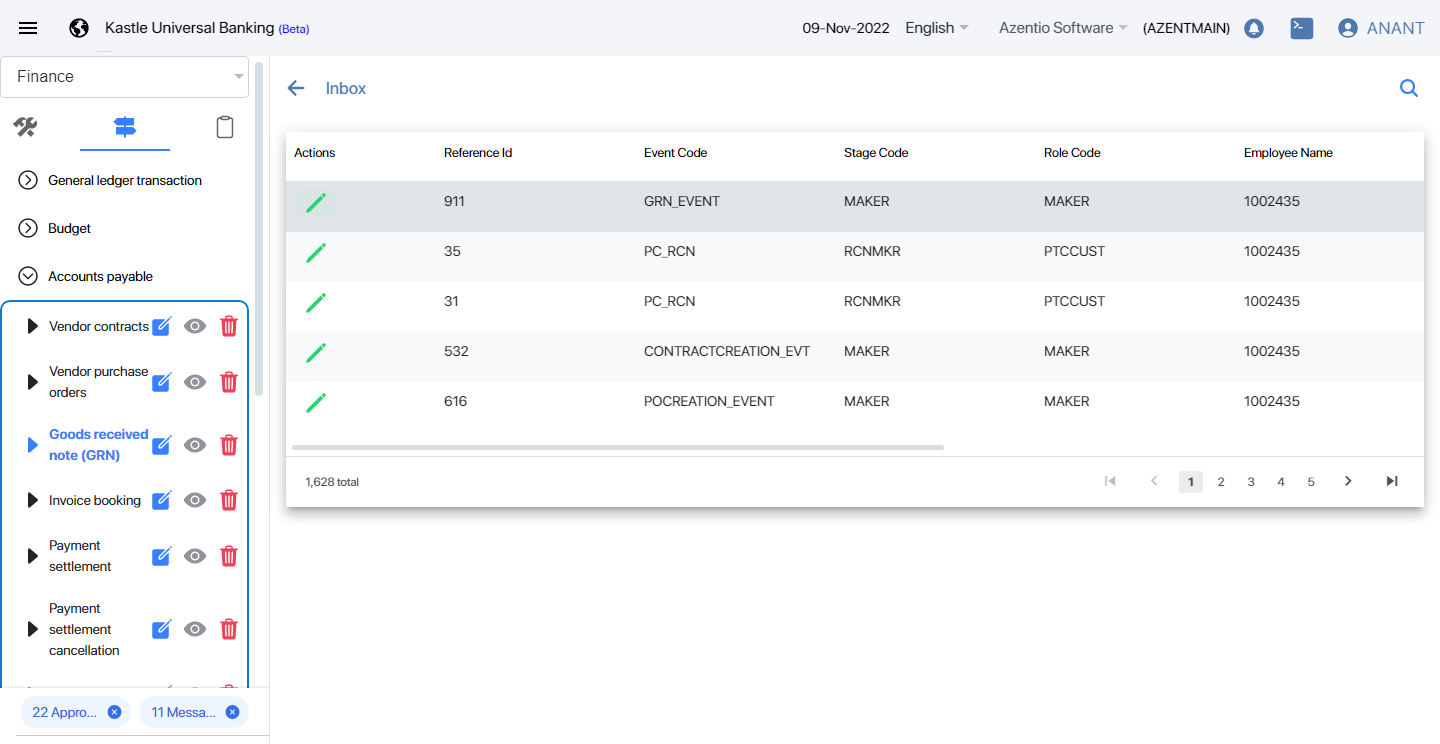 Kastle Universal Banking (Beta)
09-Nov-2022 English Azentio Software (AZENTMAIN) ANANT
Finance
General ledger transaction
Budget
Accounts payable
Vendor contracts
Vendor purchase
orders
Goods received
note (GRN)
Invoice booking
Payment
settlement
Payment
settlement
cancellation
22 Appro... 11 Messa...
Inbox
Actions Reference Id Event Code Stage Code Role Code Employee Name
911 GRN_EVENT MAKER MAKER 1002435
35 PC_RCN RCNMKR PTCCUST 1002435
31 PC_RCN RCNMKR PTCCUST 1002435
532 CONTRACTCREATION_EVT MAKER MAKER 1002435
616 POCREATION_EVENT MAKER MAKER 1002435
1,628 total 1 2 3 4 5